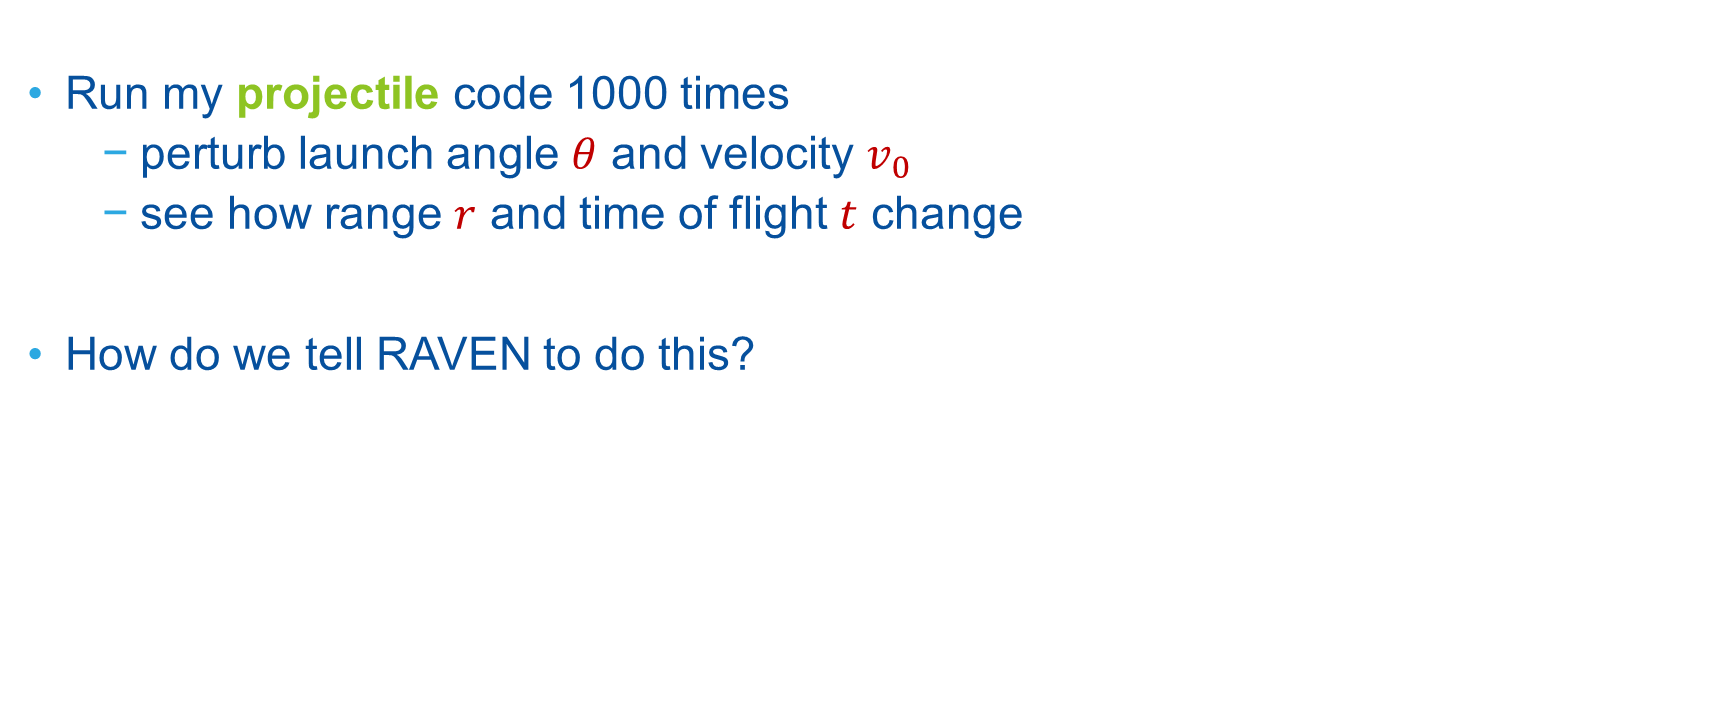 • Run my projectile code 1000 times
− perturb launch angle θ and velocity v₀
− see how range r and time of flight t change
• How do we tell RAVEN to do this?